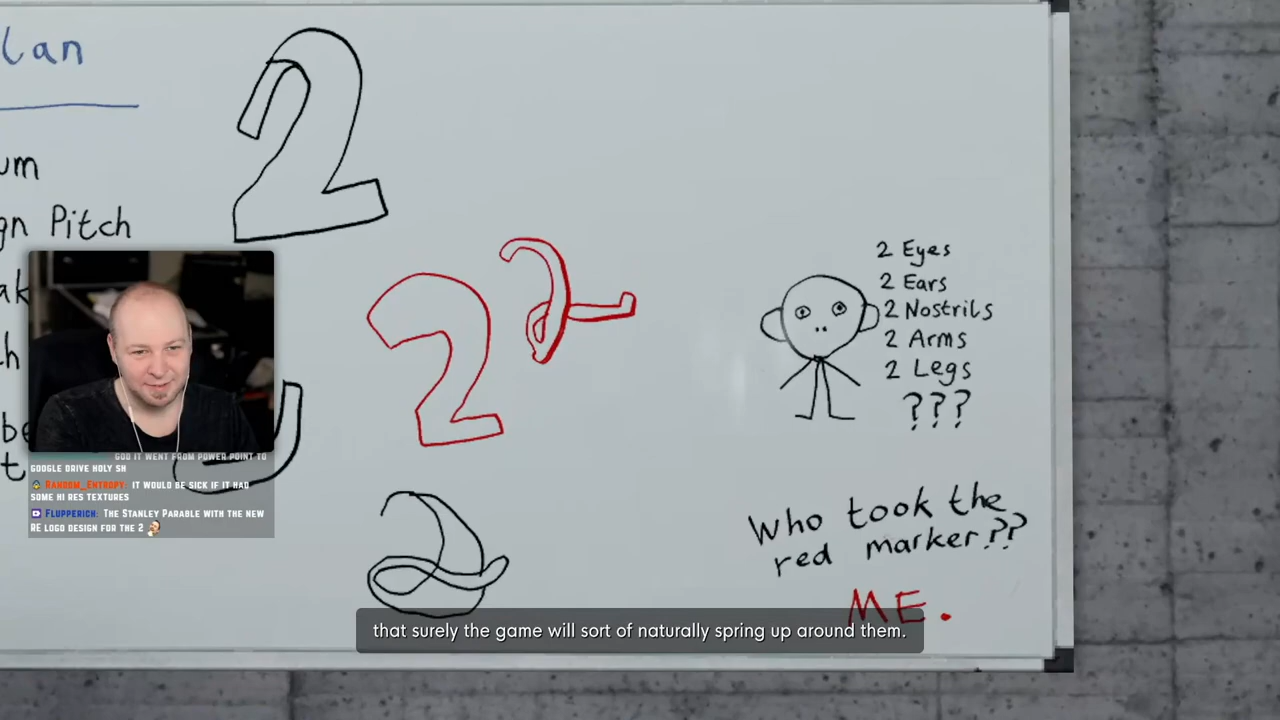 lan
um
gn Pitch
ak
h
be
t
2
2
2
2
2 Eyes
2 Ears
2 Nostrils
2 Arms
2 Legs
???
Who took the
red marker??
ME.
GOD IT WENT FROM POWER POINT TO
GOOGLE DRIVE HOLY SH
RANDOM_ENTROPY: IT WOULD BE SICK IF IT HAD
SOME HI RES TEXTURES
FLUPPERICH: THE STANLEY PARABLE WITH THE NEW
RE LOGO DESIGN FOR THE 2
that surely the game will sort of naturally spring up around them.